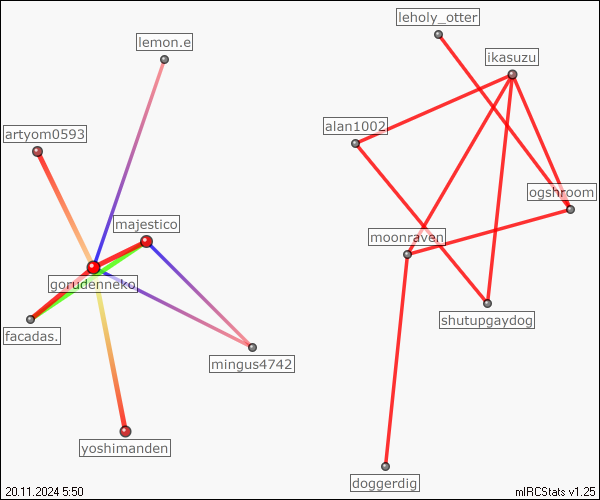 leholy_otter
lemon.e
ikasuzu
artyom0593
alan1002
ogshroom
majestico
moonraven
gorudenneko
facadas.
shutupgaydog
mingus4742
yoshimanden
doggerdig
20.11.2024 5:50
mIRCStats v1.25